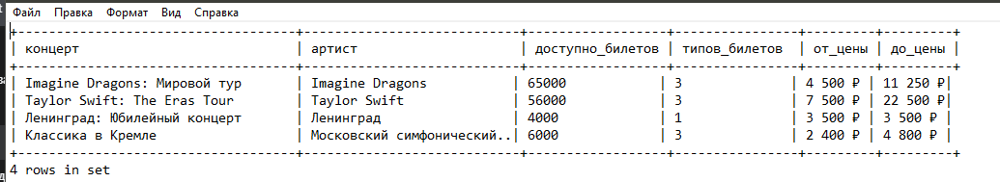 Файл Правка Формат Вид Справка
+------------------------------------+---------------------------+------------------+----------------+---------+----------+
| концерт | артист | доступно_билетов | типов_билетов | от_цены | до_цены |
+------------------------------------+---------------------------+------------------+----------------+---------+----------+
| Imagine Dragons: Мировой тур | Imagine Dragons | 65000 | 3 | 4 500 ₽ | 11 250 ₽|
| Taylor Swift: The Eras Tour | Taylor Swift | 56000 | 3 | 7 500 ₽ | 22 500 ₽|
| Ленинград: Юбилейный концерт | Ленинград | 4000 | 1 | 3 500 ₽ | 3 500 ₽ |
| Классика в Кремле | Московский симфонический..| 6000 | 3 | 2 400 ₽ | 4 800 ₽ |
+------------------------------------+---------------------------+------------------+----------------+---------+----------+
4 rows in set